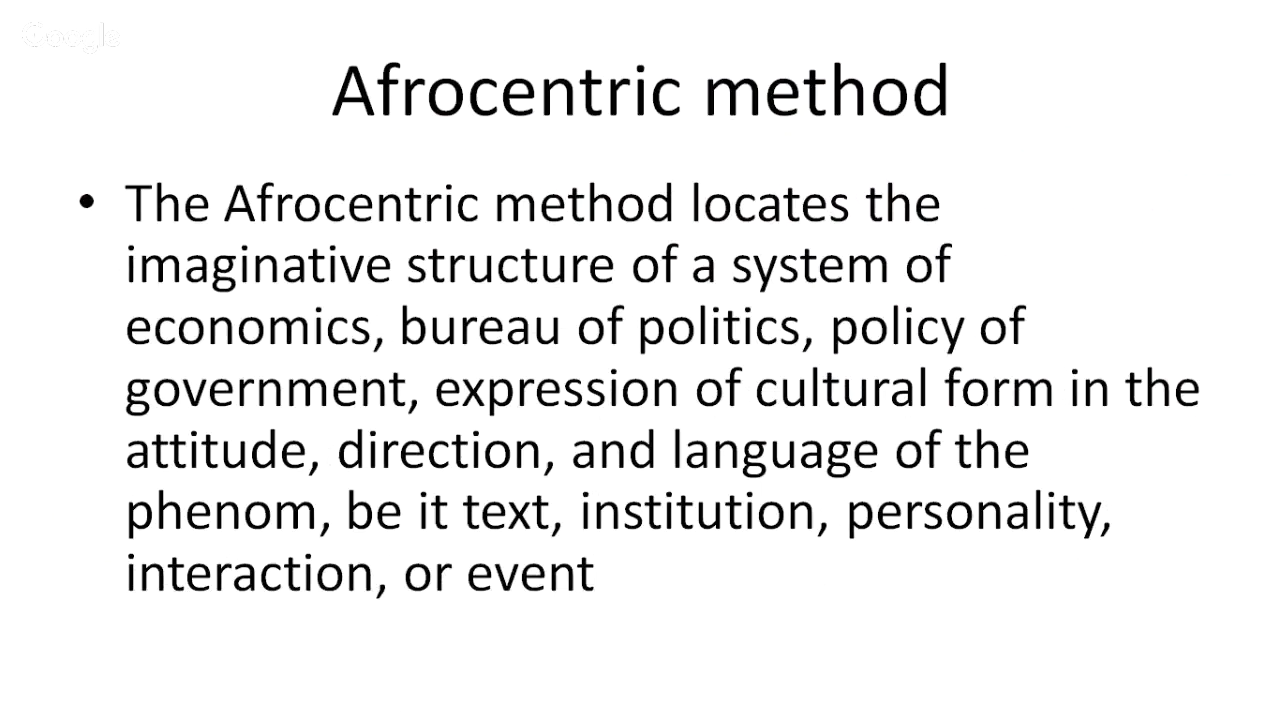 Google
Afrocentric method
• The Afrocentric method locates the
imaginative structure of a system of
economics, bureau of politics, policy of
government, expression of cultural form in the
attitude, direction, and language of the
phenom, be it text, institution, personality,
interaction, or event